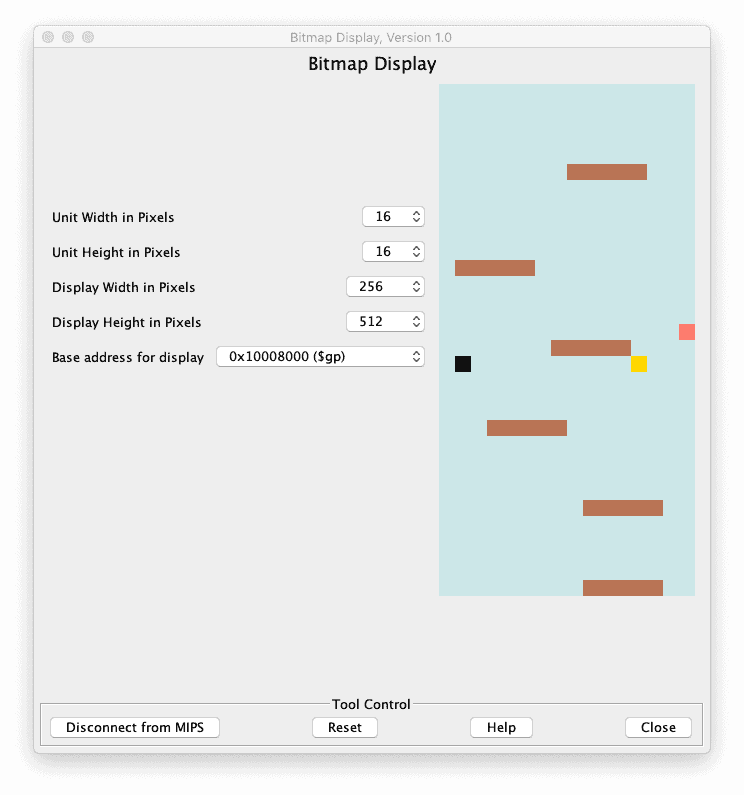 Bitmap Display, Version 1.0
Bitmap Display
Unit Width in Pixels 16
Unit Height in Pixels 16
Display Width in Pixels 256
Display Height in Pixels 512
Base address for display 0x10008000 ($gp)
Tool Control
Disconnect from MIPS Reset Help Close